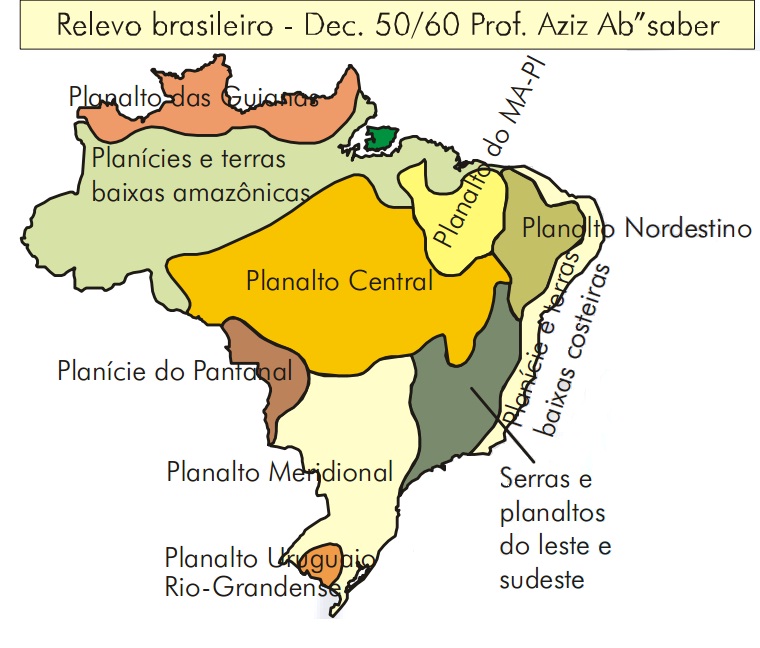 Relevo brasileiro - Dec. 50/60 Prof. Aziz Ab"saber
Planalto das Guianas
Planícies e terras
baixas amazônicas
Planalto do MA-PI
Planalto Nordestino
Planalto Central
Planície e terras
baixas costeiras
Planície do Pantanal
Planalto Meridional
Serras e
planaltos
do leste e
sudeste
Planalto Uruguaio
Rio-Grandense